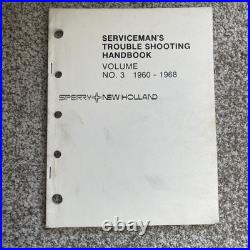 SERVICEMAN'S
TROUBLE SHOOTING
HANDBOOK
VOLUME
NO. 3 1960 - 1968
SPERRY NEW HOLLAND